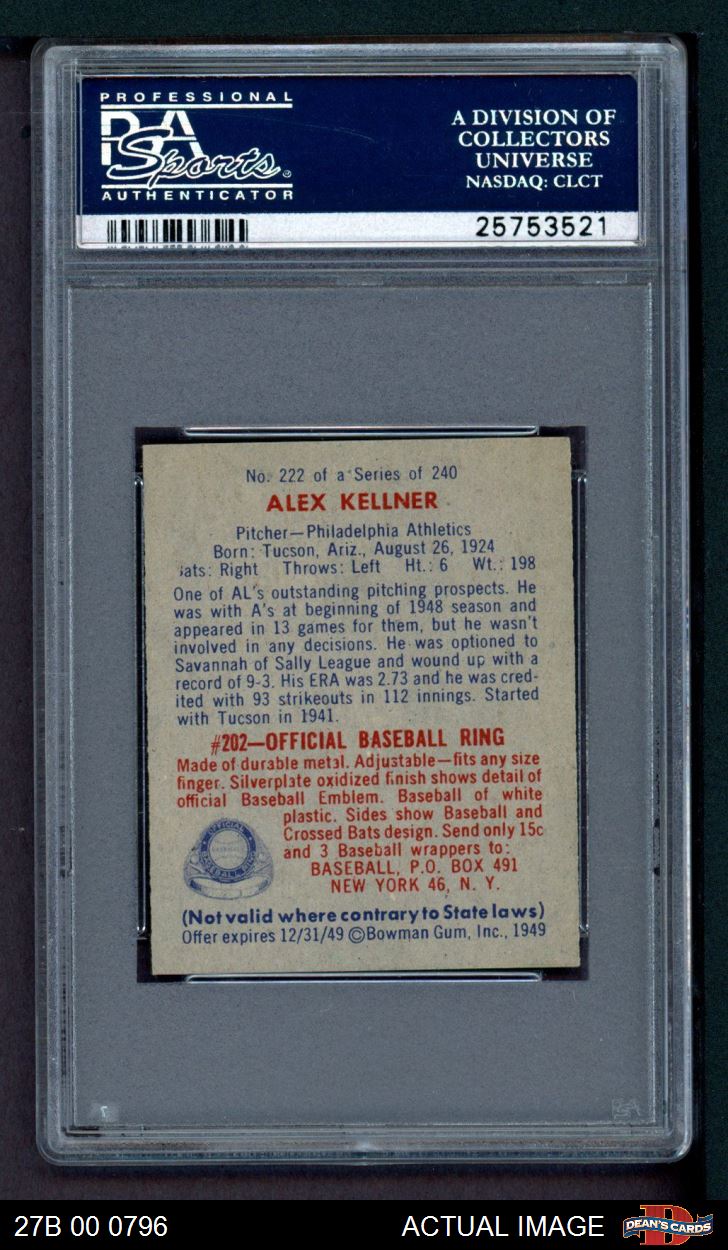 PROFESSIONAL
PSA
Sports®
AUTHENTICATOR
A DIVISION OF
COLLECTORS
UNIVERSE
NASDAQ: CLCT
25753521
No. 222 of a Series of 240
ALEX KELLNER
Pitcher—Philadelphia Athletics
Born: Tucson, Ariz., August 26, 1924
Bats: Right Throws: Left Ht.: 6 Wt.: 198
One of AL's outstanding pitching prospects. He
was with A's at beginning of 1948 season and
appeared in 13 games for them, but he wasn't
involved in any decisions. He was optioned to
Savannah of Sally League and wound up with a
record of 9-3. His ERA was 2.73 and he was cred-
ited with 93 strikeouts in 112 innings. Started
with Tucson in 1941.
#202—OFFICIAL BASEBALL RING
Made of durable metal. Adjustable—fits any size
finger. Silverplate oxidized finish shows detail of
official Baseball Emblem. Baseball of white
plastic. Sides show Baseball and
Crossed Bats design. Send only 15c
and 3 Baseball wrappers to:
BASEBALL, P.O. BOX 491
NEW YORK 46, N. Y.
OFFICIAL
BASEBALL RING
(Not valid where contrary to State laws)
Offer expires 12/31/49 ©Bowman Gum, Inc., 1949
27B 00 0796
ACTUAL IMAGE
DEAN'S CARDS